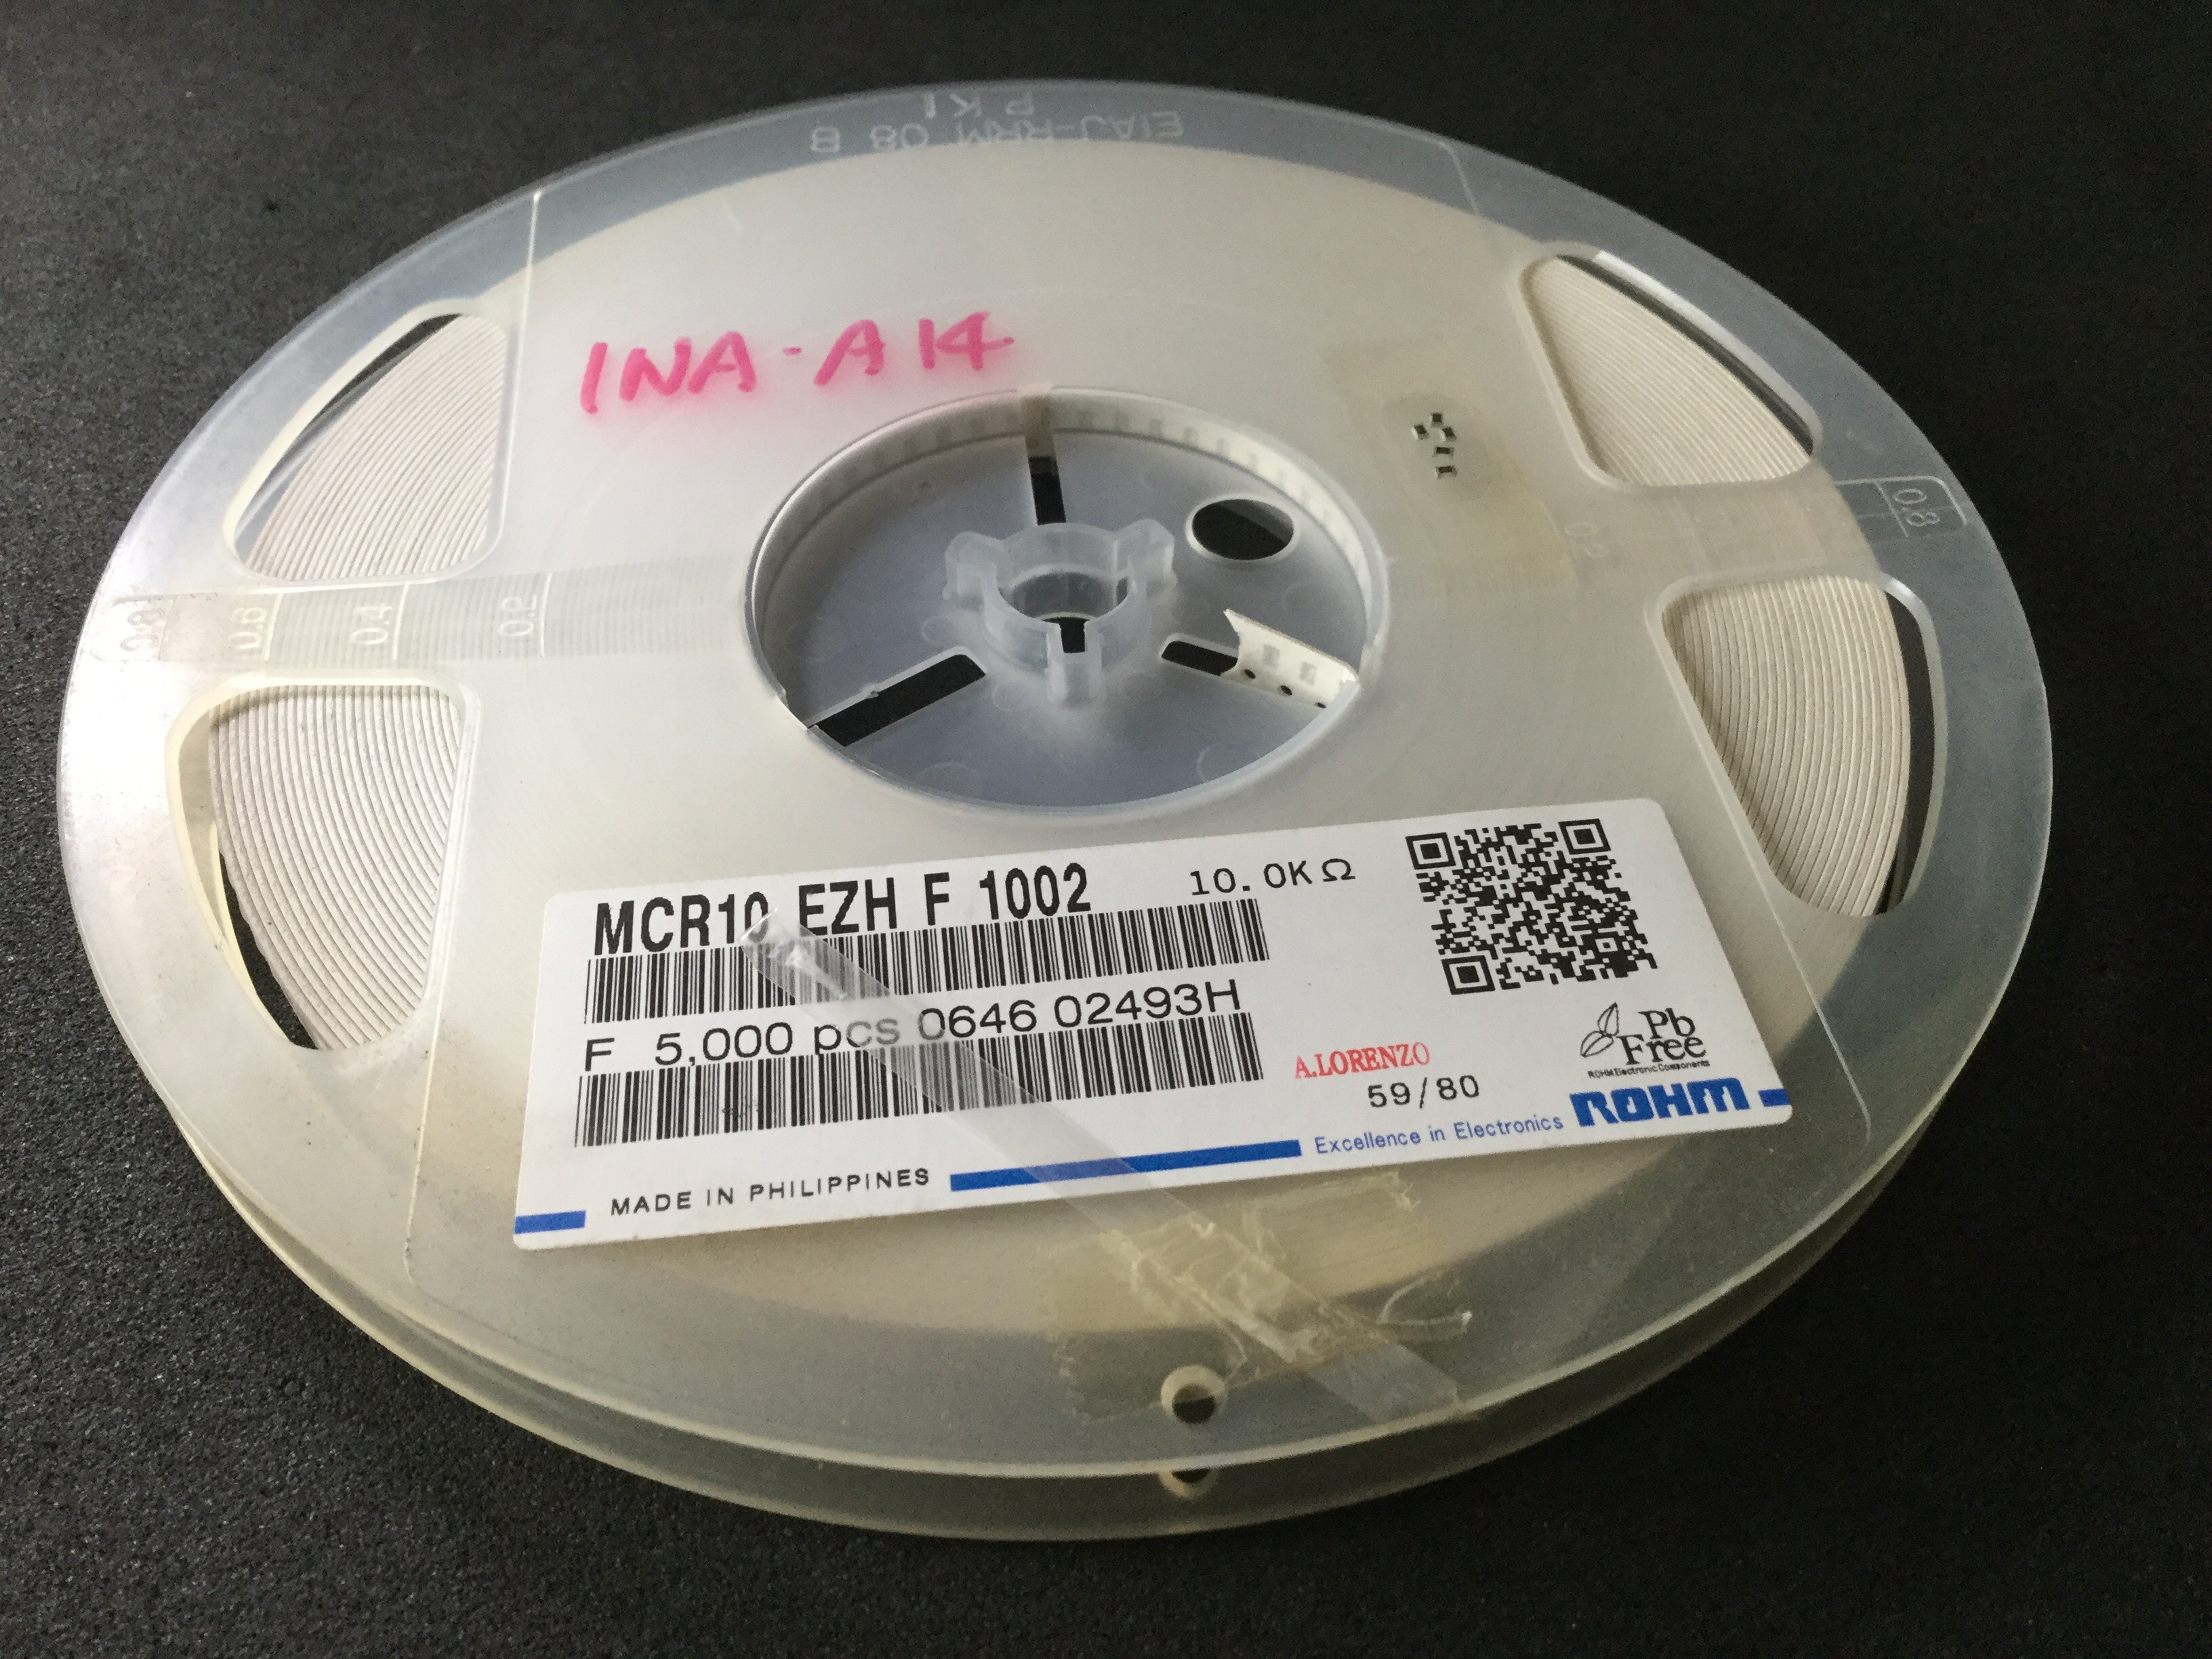 EIAJ-RRM 08 B
P K I
INA-A14
0.8
0.6
0.4
0.2
0.2
0.8
MCR10 EZH F 1002
10.0KΩ
F 5,000 pcs 0646 02493H
A.LORENZO
59/80
Pb
Free
ROHM Electronic Components
MADE IN PHILIPPINES
Excellence in Electronics
ROHM